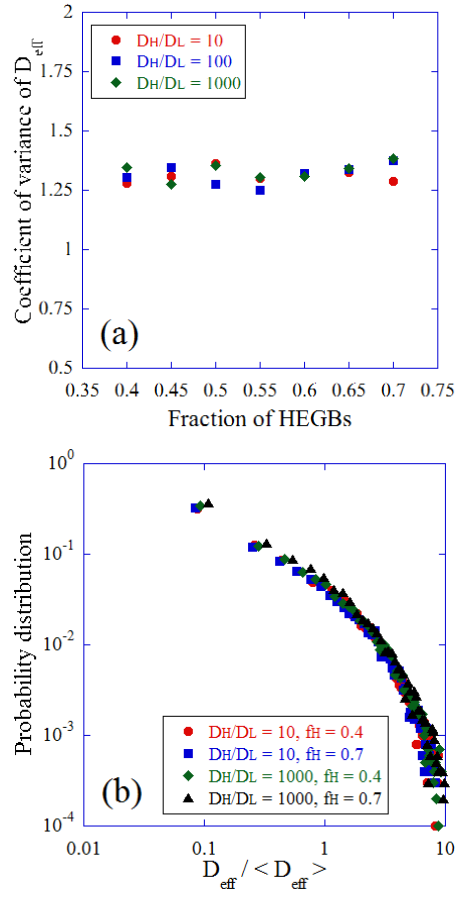 2
1.75
1.5
1.25
1
0.75
0.5
Coefficient of variance of D_eff
DH/DL = 10
DH/DL = 100
DH/DL = 1000
(a)
0.35 0.4 0.45 0.5 0.55 0.6 0.65 0.7 0.75
Fraction of HEGBs
10^0
10^-1
10^-2
10^-3
10^-4
Probability distribution
DH/DL = 10, fH = 0.4
DH/DL = 10, fH = 0.7
DH/DL = 1000, fH = 0.4
DH/DL = 1000, fH = 0.7
(b)
0.01 0.1 1 10
D_eff / < D_eff >